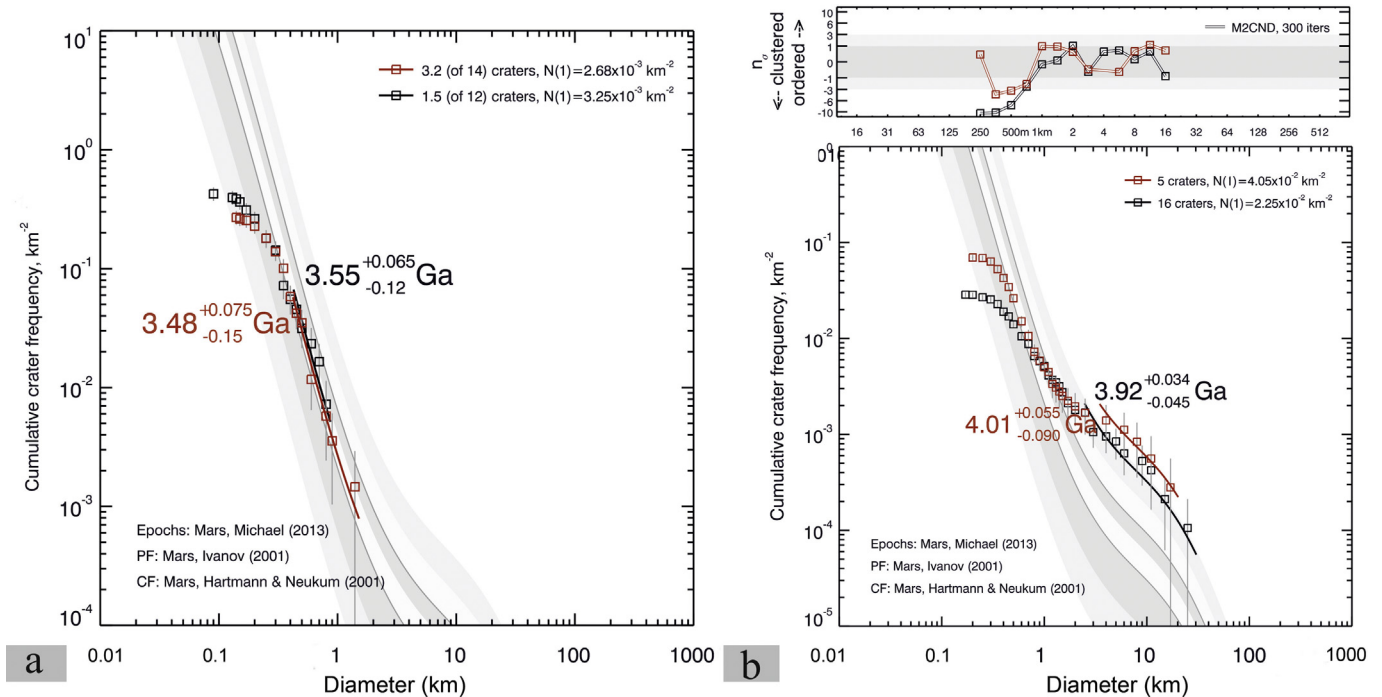 10^1
10^0
10^-1
10^-2
10^-3
10^-4
Cumulative crater frequency, km^-2
3.2 (of 14) craters, N(1)=2.68x10^-3 km^-2
1.5 (of 12) craters, N(1)=3.25x10^-3 km^-2
3.55 +0.065 -0.12 Ga
3.48 +0.075 -0.15 Ga
Epochs: Mars, Michael (2013)
PF: Mars, Ivanov (2001)
CF: Mars, Hartmann & Neukum (2001)
0.01 0.1 1 10 100 1000
Diameter (km)
a
n_σ
<-- clustered
ordered -->
10
6
3
1
0
-1
-3
-6
-10
M2CND, 300 iters
16 31 63 125 250 500m 1km 2 4 8 16 32 64 128 256 512
10^0
10^-1
10^-2
10^-3
10^-4
10^-5
Cumulative crater frequency, km^-2
5 craters, N(1)=4.05x10^-2 km^-2
16 craters, N(1)=2.25x10^-2 km^-2
3.92 +0.034 -0.045 Ga
4.01 +0.055 -0.090 Ga
Epochs: Mars, Michael (2013)
PF: Mars, Ivanov (2001)
CF: Mars, Hartmann & Neukum (2001)
0.01 0.1 1 10 100 1000
Diameter (km)
b